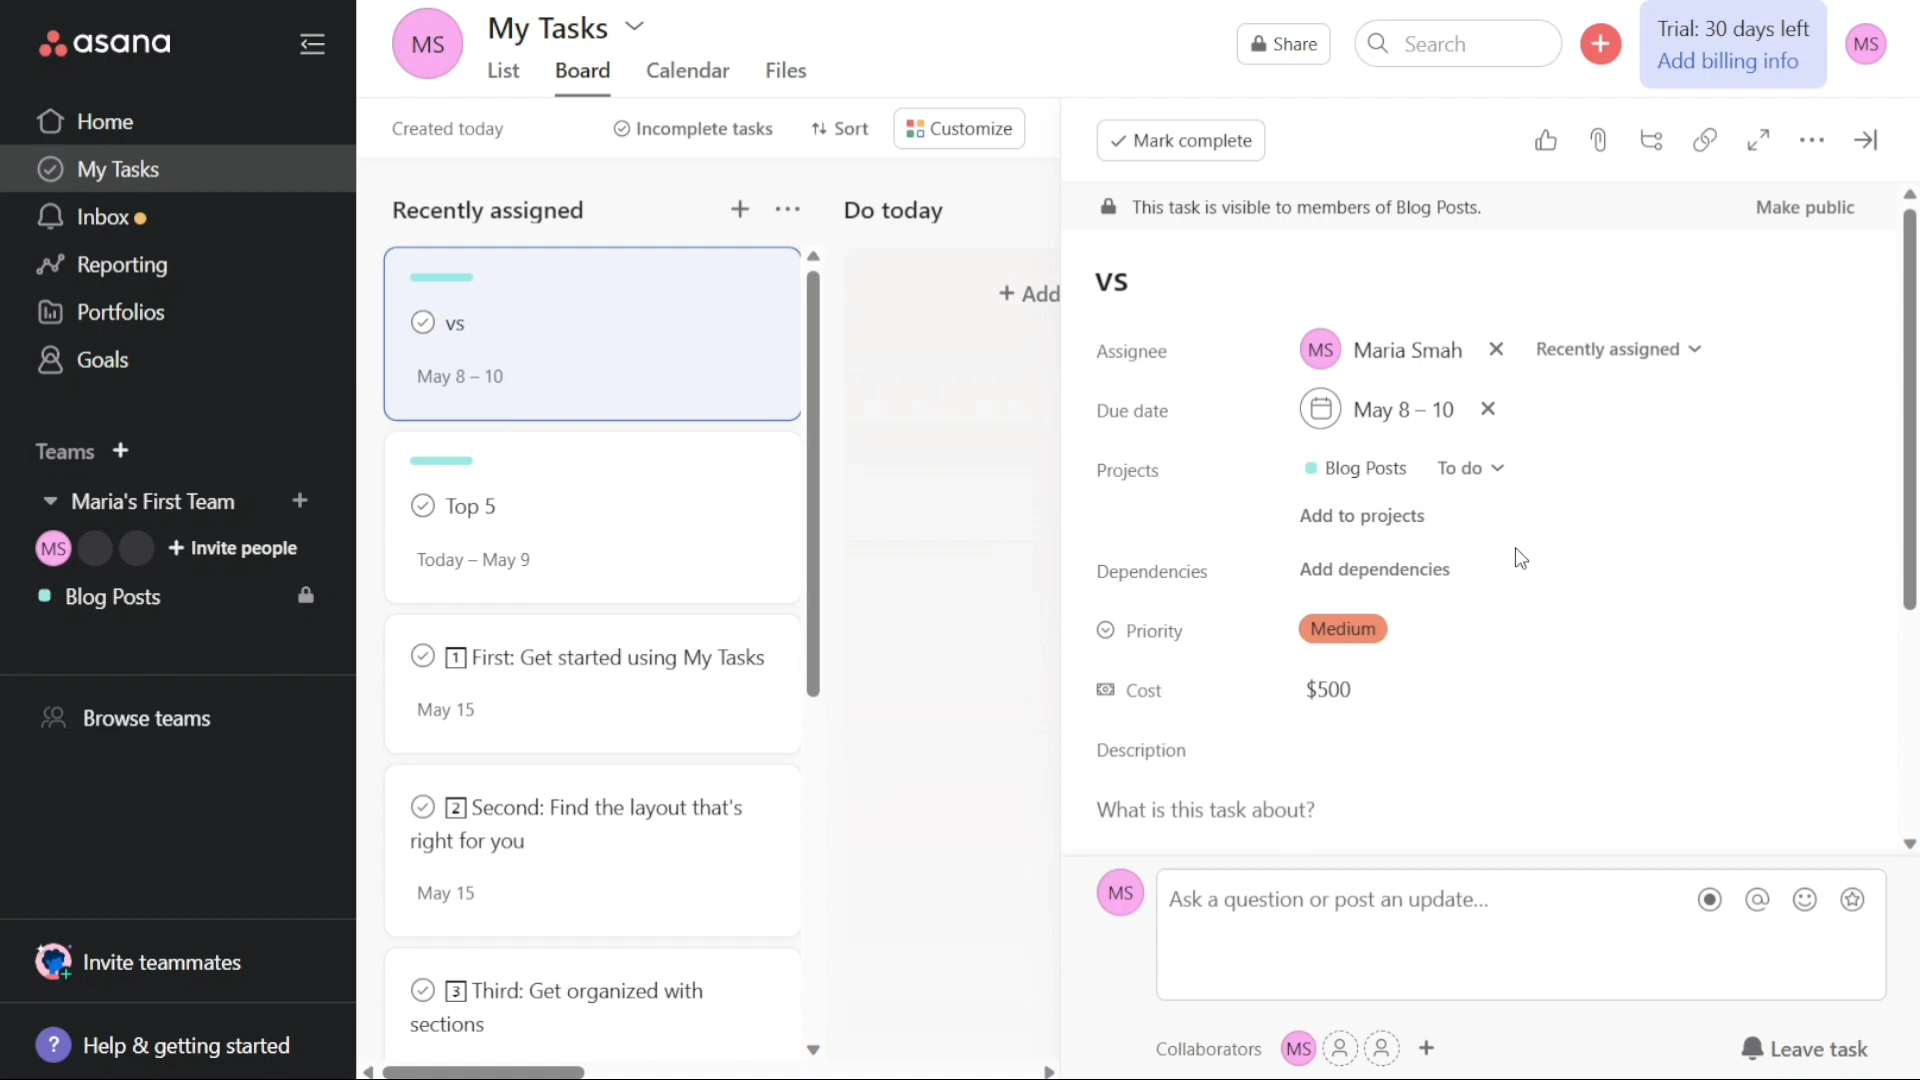 asana
Home
My Tasks
Inbox
Reporting
Portfolios
Goals
Teams +
Maria's First Team +
MS + Invite people
Blog Posts
Browse teams
Invite teammates
? Help & getting started
MS
My Tasks
List Board Calendar Files
Share
Search
+
Trial: 30 days left
Add billing info
MS
Created today
Incomplete tasks
Sort
Customize
Recently assigned + ...
vs
May 8 – 10
Top 5
Today – May 9
1 First: Get started using My Tasks
May 15
2 Second: Find the layout that's
right for you
May 15
3 Third: Get organized with
sections
Do today
+ Add
Mark complete
This task is visible to members of Blog Posts.
Make public
vs
Assignee MS Maria Smah Recently assigned
Due date May 8 – 10
Projects Blog Posts To do
Add to projects
Dependencies Add dependencies
Priority Medium
Cost $500
Description
What is this task about?
MS Ask a question or post an update...
Collaborators MS + Leave task